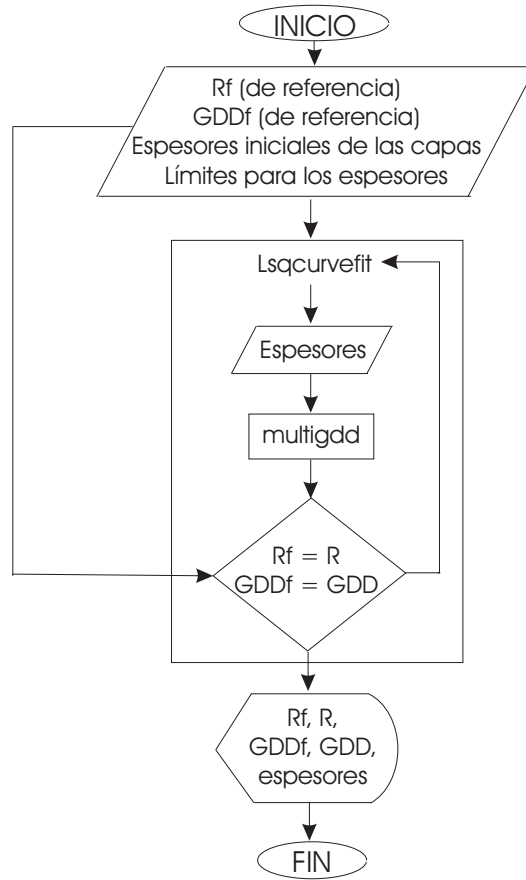 INICIO
Rf (de referencia)
GDDf (de referencia)
Espesores iniciales de las capas
Límites para los espesores
Lsqcurvefit
Espesores
multigdd
Rf = R
GDDf = GDD
Rf, R,
GDDf, GDD,
espesores
FIN